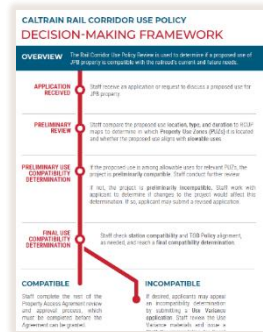 CALTRAIN RAIL CORRIDOR USE POLICY
DECISION-MAKING FRAMEWORK
OVERVIEW
The Rail Corridor Use Policy Review is used to determine if a proposed use of
JPB property is compatible with the railroad's current and future needs.
APPLICATION
RECEIVED
Staff receive an application or request to discuss a proposed use for
JPB property.
PRELIMINARY
REVIEW
Staff compare the proposed use location, type, and duration to RCUP
maps to determine in which Property Use Zones (PUZs) it is located
and whether the proposed use aligns with allowable uses.
PRELIMINARY USE
COMPATIBILITY
DETERMINATION
If the proposed use is among allowable uses for relevant PUZs, the
project is preliminarily compatible. Staff conduct further review.
If not, the project is preliminarily incompatible. Staff work with
applicant to determine if changes to the project would affect this
determination. If so, applicant may submit a revised application.
FINAL USE
COMPATIBILITY
DETERMINATION
Staff check station compatibility and TOD Policy alignment,
as needed, and reach a final compatibility determination.
COMPATIBLE
Staff complete the rest of the
Property Access Agreement review
and approval process, which
must be completed before the
Agreement can be granted.
INCOMPATIBLE
If desired, applicants may appeal
an incompatibility determination
by submitting a Use Variance
application. Staff review the Use
Variance materials and issue a